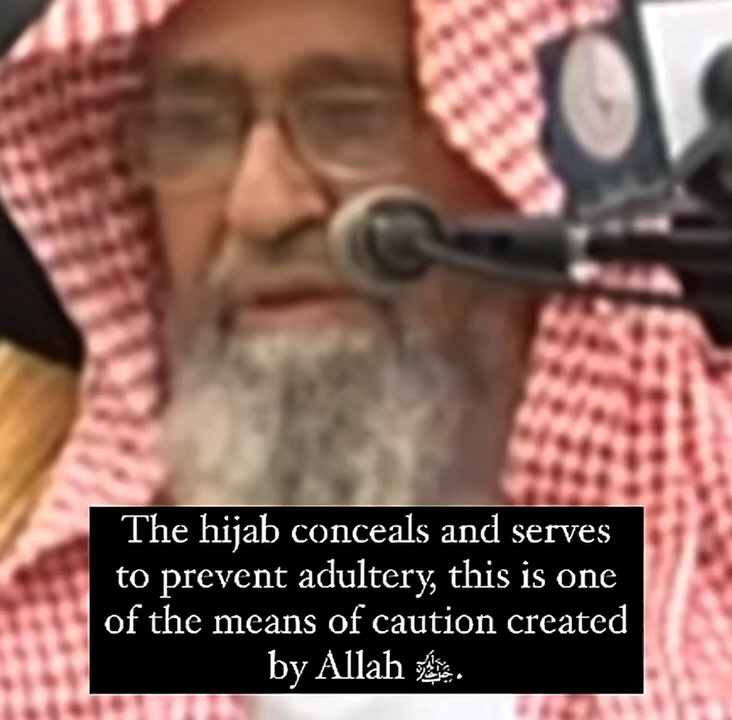 The hijab conceals and serves
to prevent adultery, this is one
of the means of caution created
by Allah ﷻ.